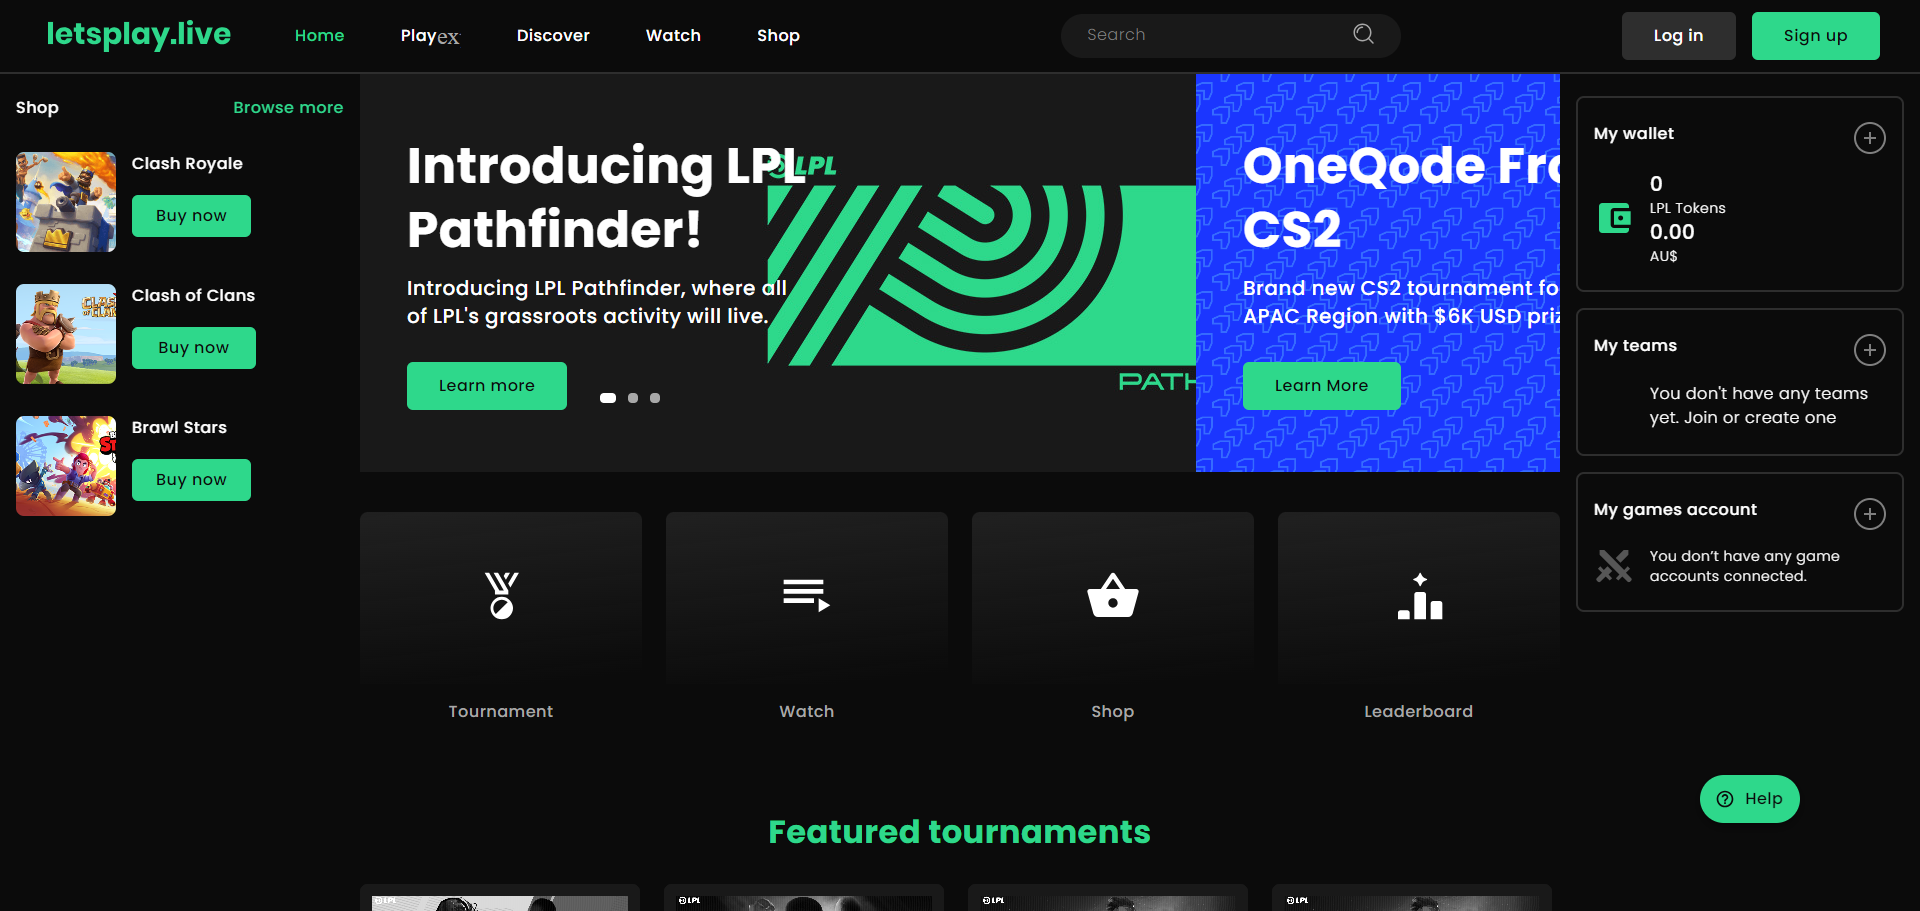 letsplay.live
Home
Playex
Discover
Watch
Shop
Search
Log in
Sign up
Shop
Browse more
Clash Royale
Buy now
Clash of Clans
Buy now
Brawl Stars
Buy now
Introducing LPL
Pathfinder!
Introducing LPL Pathfinder, where all
of LPL's grassroots activity will live.
Learn more
LPL
PATH
OneQode Fro
CS2
Brand new CS2 tournament fo
APAC Region with $6K USD priz
Learn More
My wallet
0
LPL Tokens
0.00
AU$
My teams
You don't have any teams
yet. Join or create one
My games account
You don’t have any game
accounts connected.
Tournament
Watch
Shop
Leaderboard
Help
Featured tournaments
LPL
LPL
LPL
LPL